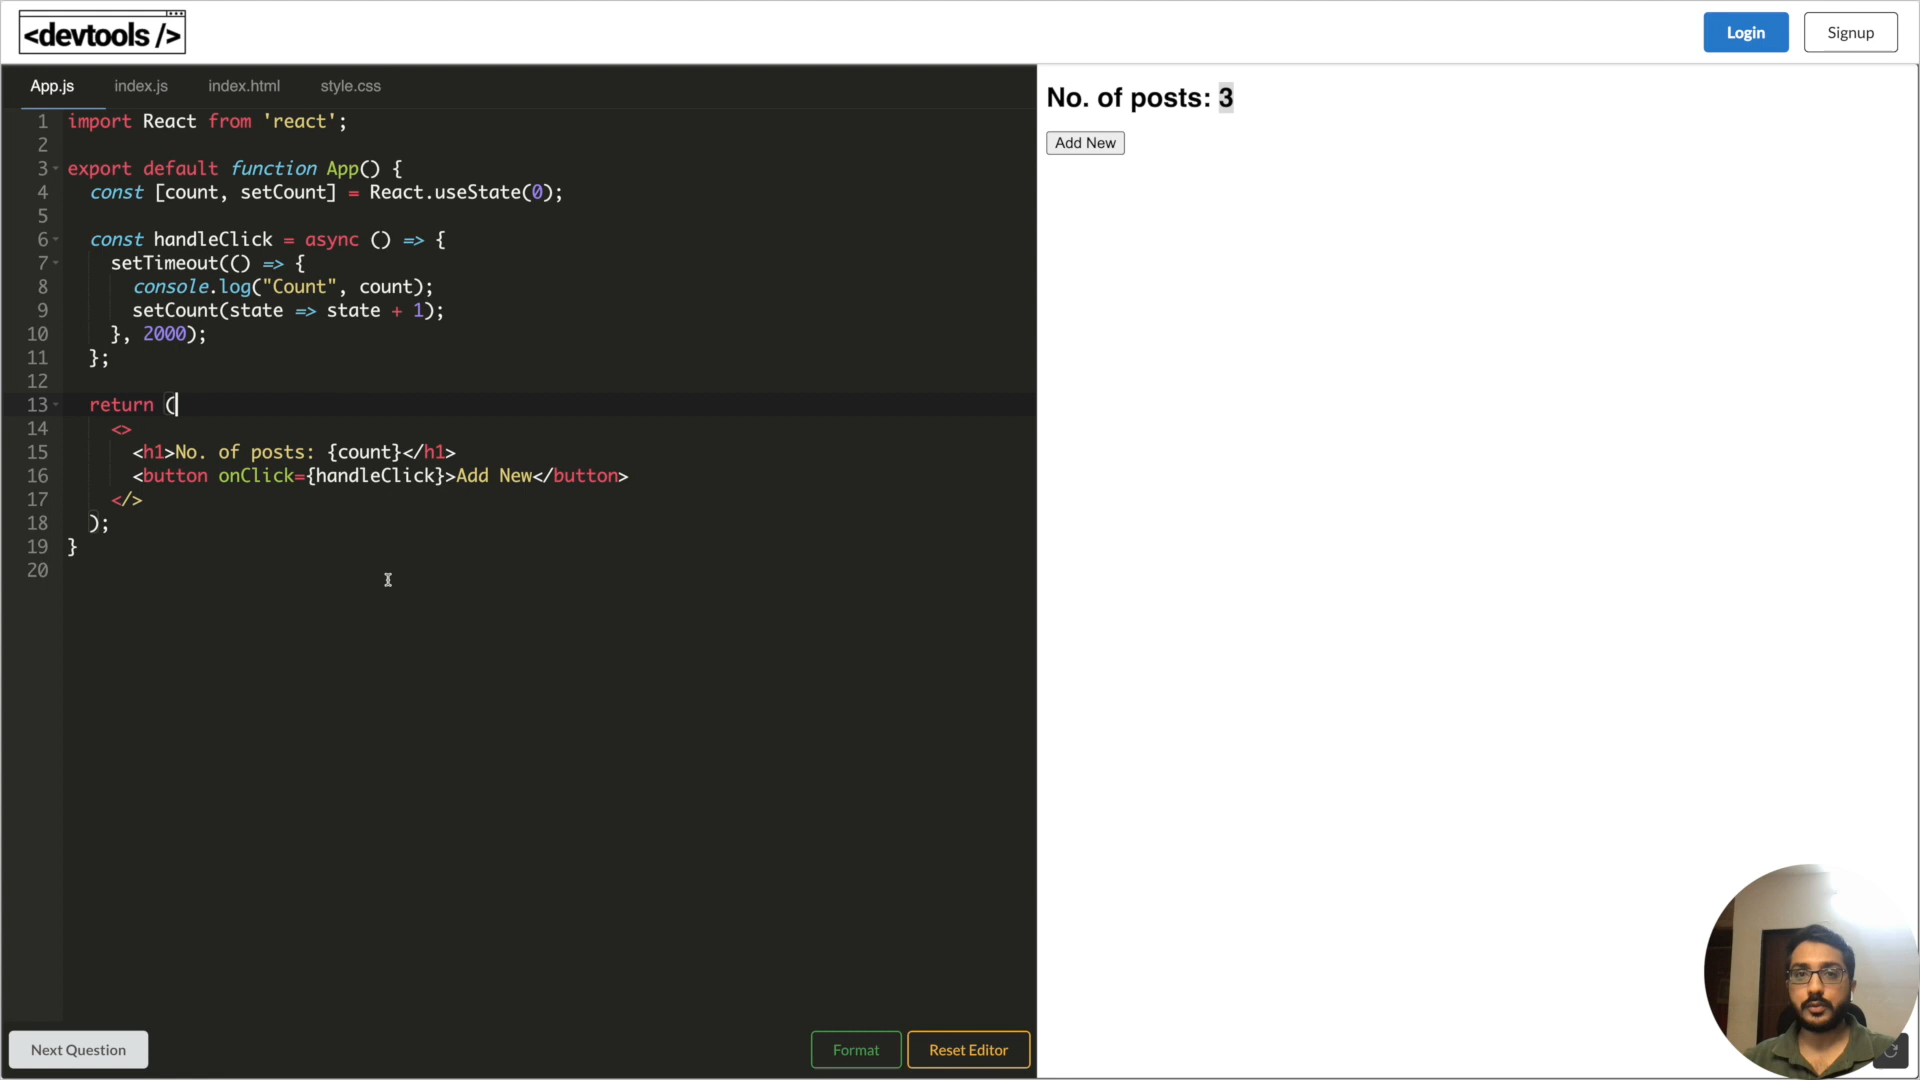 <devtools />
Login
Signup
App.js
index.js
index.html
style.css
1 import React from 'react';
2
3 export default function App() {
4 const [count, setCount] = React.useState(0);
5
6 const handleClick = async () => {
7 setTimeout(() => {
8 console.log("Count", count);
9 setCount(state => state + 1);
10 }, 2000);
11 };
12
13 return (
14 <>
15 <h1>No. of posts: {count}</h1>
16 <button onClick={handleClick}>Add New</button>
17 </>
18 );
19 }
20
No. of posts: 3
Add New
Next Question
Format
Reset Editor